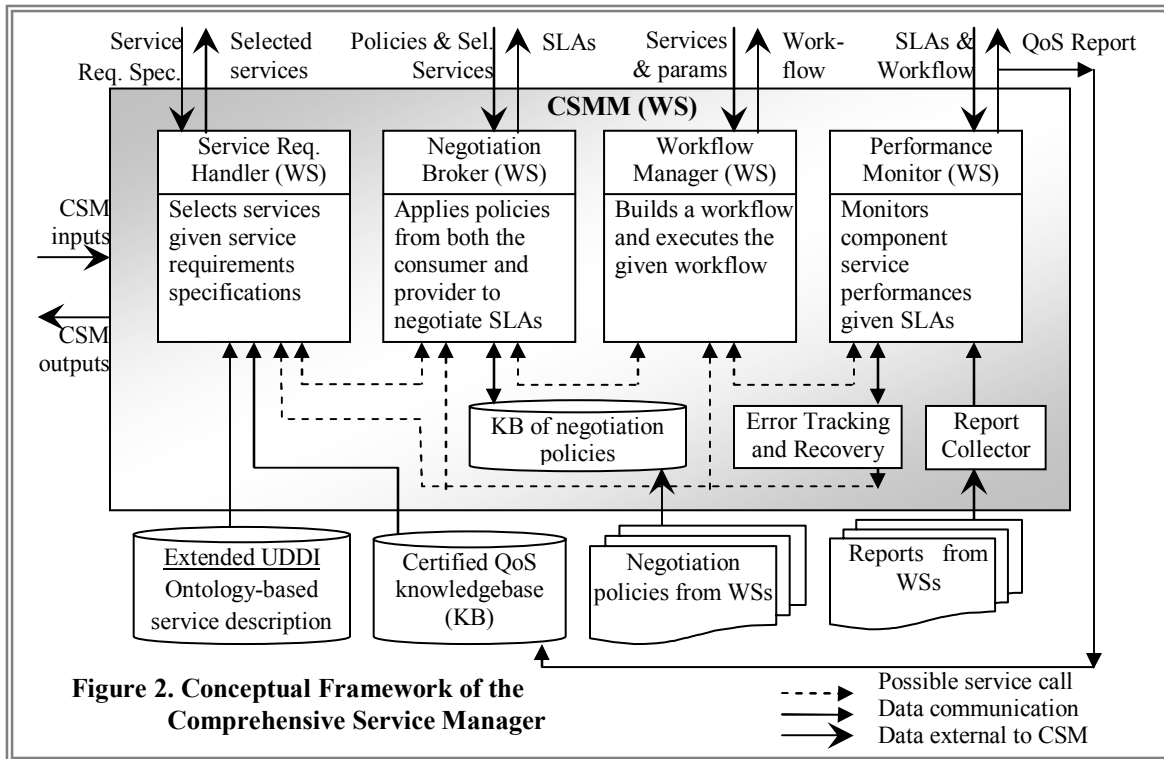 Service
Req. Spec.
Selected
services
Policies & Sel.
Services
SLAs
Services
& params
Work-
flow
SLAs &
Workflow
QoS Report
CSMM (WS)
Service Req.
Handler (WS)
Selects services
given service
requirements
specifications
Negotiation
Broker (WS)
Applies policies
from both the
consumer and
provider to
negotiate SLAs
Workflow
Manager (WS)
Builds a workflow
and executes the
given workflow
Performance
Monitor (WS)
Monitors
component
service
performances
given SLAs
CSM
inputs
CSM
outputs
KB of negotiation
policies
Error Tracking
and Recovery
Report
Collector
Extended UDDI
Ontology-based
service description
Certified QoS
knowledgebase
(KB)
Negotiation
policies from WSs
Reports from
WSs
Figure 2. Conceptual Framework of the
Comprehensive Service Manager
Possible service call
Data communication
Data external to CSM